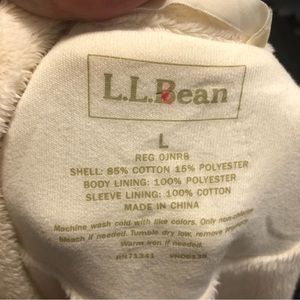 L.L.Bean
L
REG 0JNR8
SHELL: 85% COTTON 15% POLYESTER
BODY LINING: 100% POLYESTER
SLEEVE LINING: 100% COTTON
MADE IN CHINA
Machine wash cold with like colors. Only non-chlorine
bleach if needed. Tumble dry low, remove promptly.
Warm iron if needed.
RN71341